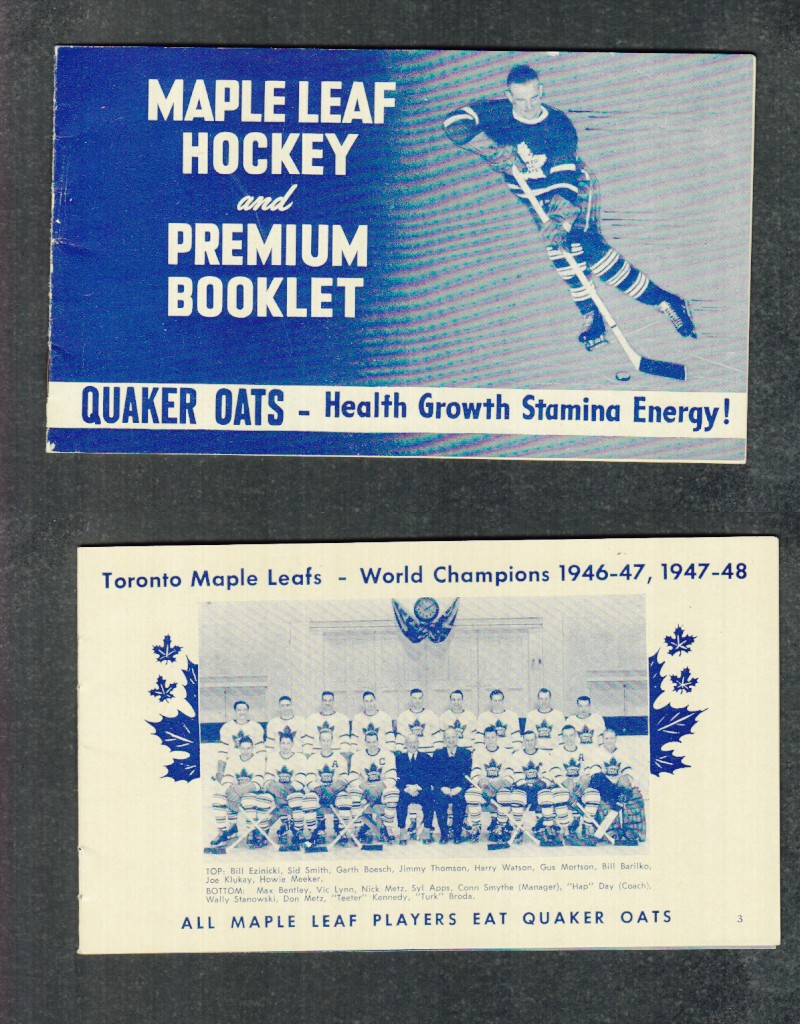 MAPLE LEAF
HOCKEY
and
PREMIUM
BOOKLET
QUAKER OATS - Health Growth Stamina Energy!
Toronto Maple Leafs - World Champions 1946-47, 1947-48
TOP: Bill Ezinicki, Sid Smith, Garth Boesch, Jimmy Thomson, Harry Watson, Gus Mortson, Bill Barilko,
Joe Klukay, Howie Meeker.
BOTTOM: Max Bentley, Vic Lynn, Nick Metz, Syl Apps, Conn Smythe (Manager), "Hap" Day (Coach),
Wally Stanowski, Don Metz, "Teeter" Kennedy, "Turk" Broda.
ALL MAPLE LEAF PLAYERS EAT QUAKER OATS 3